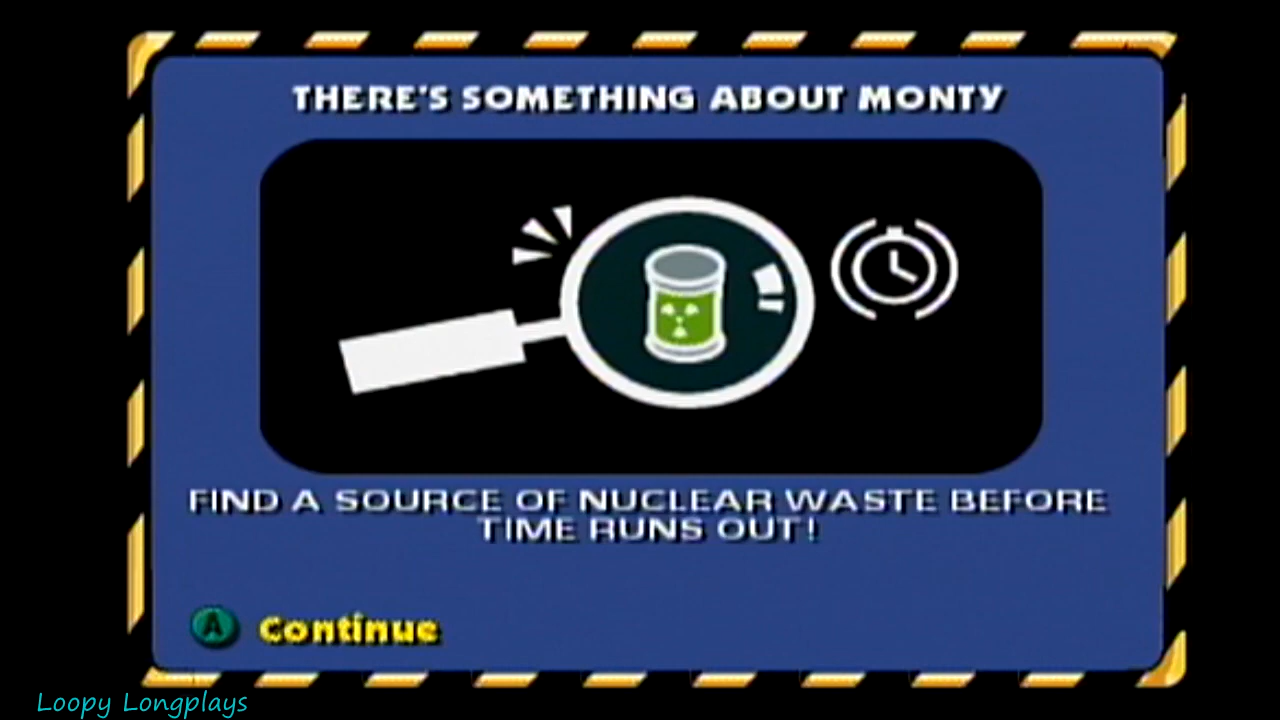 THERE'S SOMETHING ABOUT MONTY
FIND A SOURCE OF NUCLEAR WASTE BEFORE
TIME RUNS OUT!
A Continue
Loopy Longplays